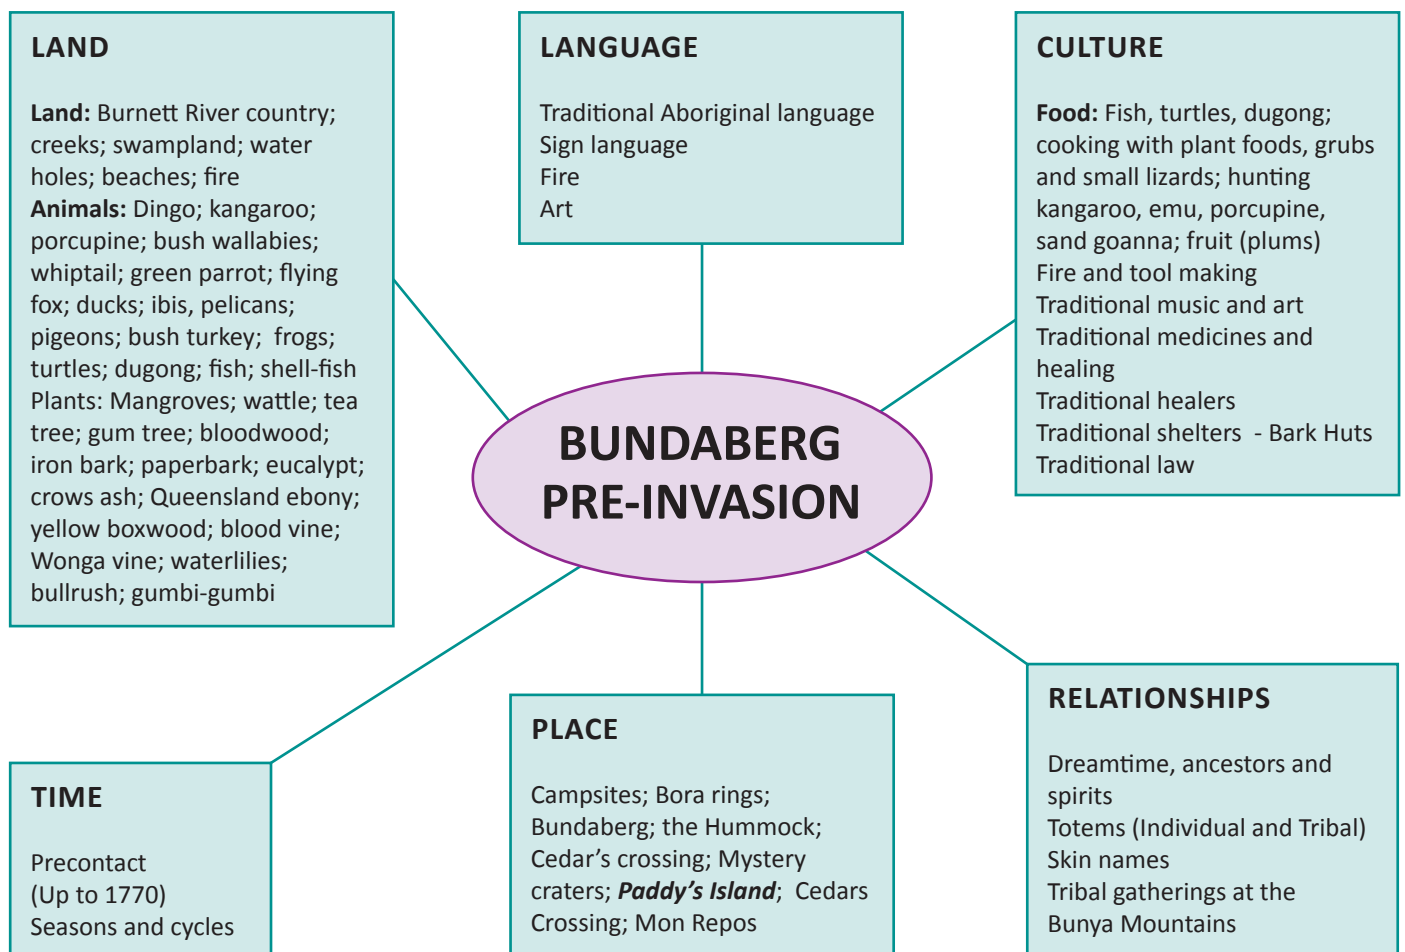 LAND
Land: Burnett River country;
creeks; swampland; water
holes; beaches; fire
Animals: Dingo; kangaroo;
porcupine; bush wallabies;
whiptail; green parrot; flying
fox; ducks; ibis, pelicans;
pigeons; bush turkey;  frogs;
turtles; dugong; fish; shell-fish
Plants: Mangroves; wattle; tea
tree; gum tree; bloodwood;
iron bark; paperbark; eucalypt;
crows ash; Queensland ebony;
yellow boxwood; blood vine;
Wonga vine; waterlilies;
bullrush; gumbi-gumbi
LANGUAGE
Traditional Aboriginal language
Sign language
Fire
Art
CULTURE
Food: Fish, turtles, dugong;
cooking with plant foods, grubs
and small lizards; hunting
kangaroo, emu, porcupine,
sand goanna; fruit (plums)
Fire and tool making
Traditional music and art
Traditional medicines and
healing
Traditional healers
Traditional shelters  - Bark Huts
Traditional law
BUNDABERG
PRE-INVASION
TIME
Precontact
(Up to 1770)
Seasons and cycles
PLACE
Campsites; Bora rings;
Bundaberg; the Hummock;
Cedar’s crossing; Mystery
craters; Paddy’s Island;  Cedars
Crossing; Mon Repos
RELATIONSHIPS
Dreamtime, ancestors and
spirits
Totems (Individual and Tribal)
Skin names
Tribal gatherings at the
Bunya Mountains